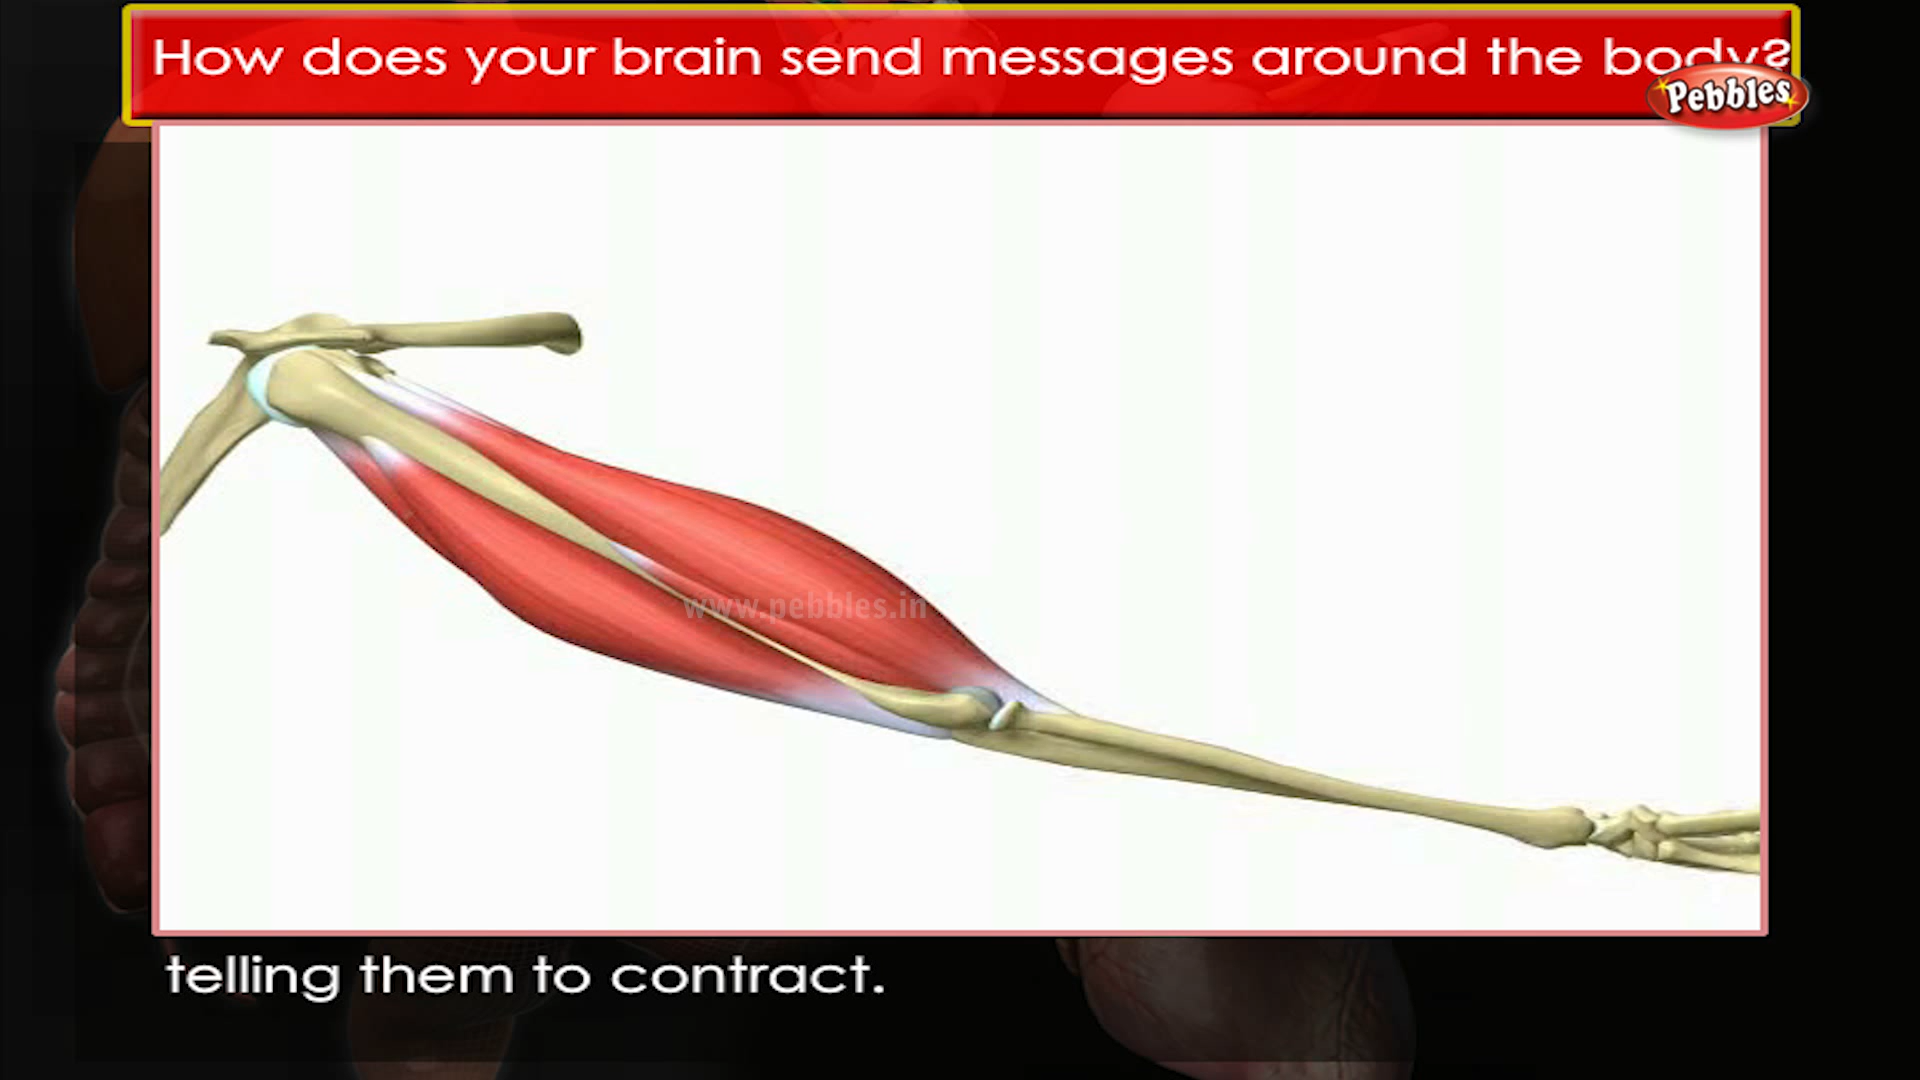 How does your brain send messages around the body?
Pebbles
www.pebbles.in
telling them to contract.